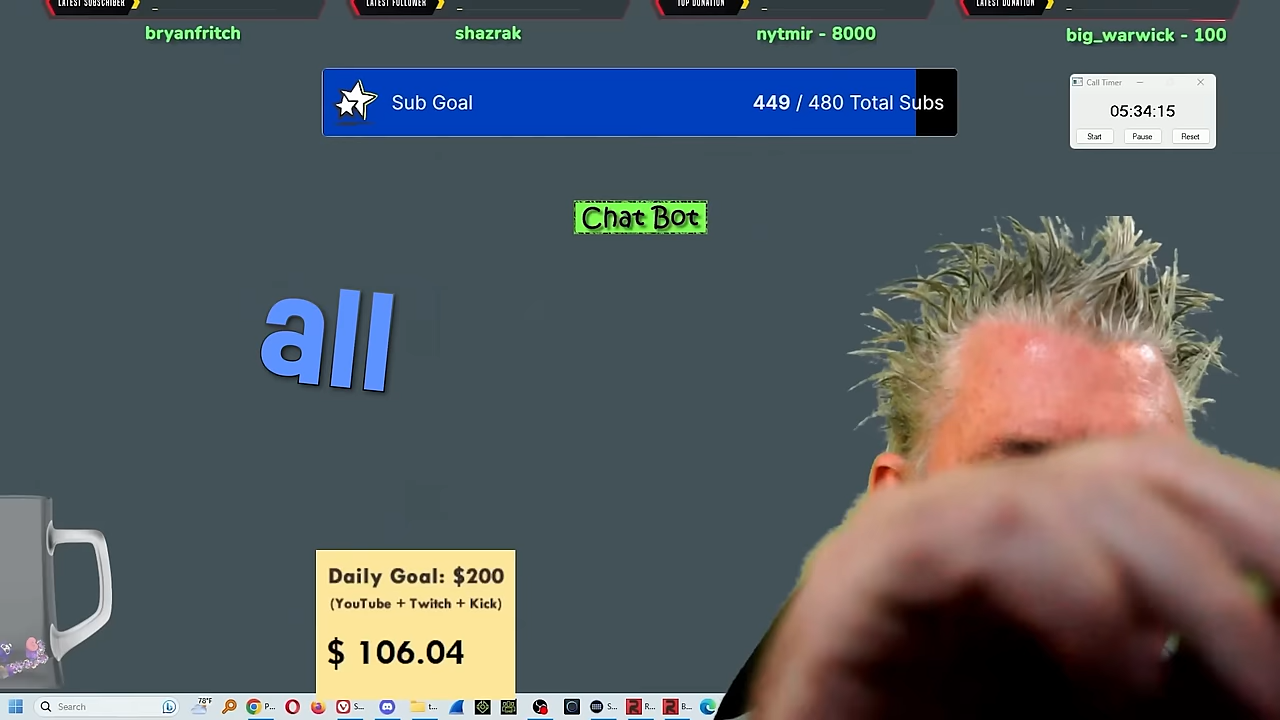 LATEST SUBSCRIBER
LATEST FOLLOWER
TOP DONATION
LATEST DONATION
bryanfritch
shazrak
nytmir - 8000
big_warwick - 100
Sub Goal
449 / 480 Total Subs
Call Timer
05:34:15
Start
Pause
Reset
Chat Bot
all
Daily Goal: $200
(YouTube + Twitch + Kick)
$ 106.04
Search
78°F
P...
S...
t...
S...
R...
B...